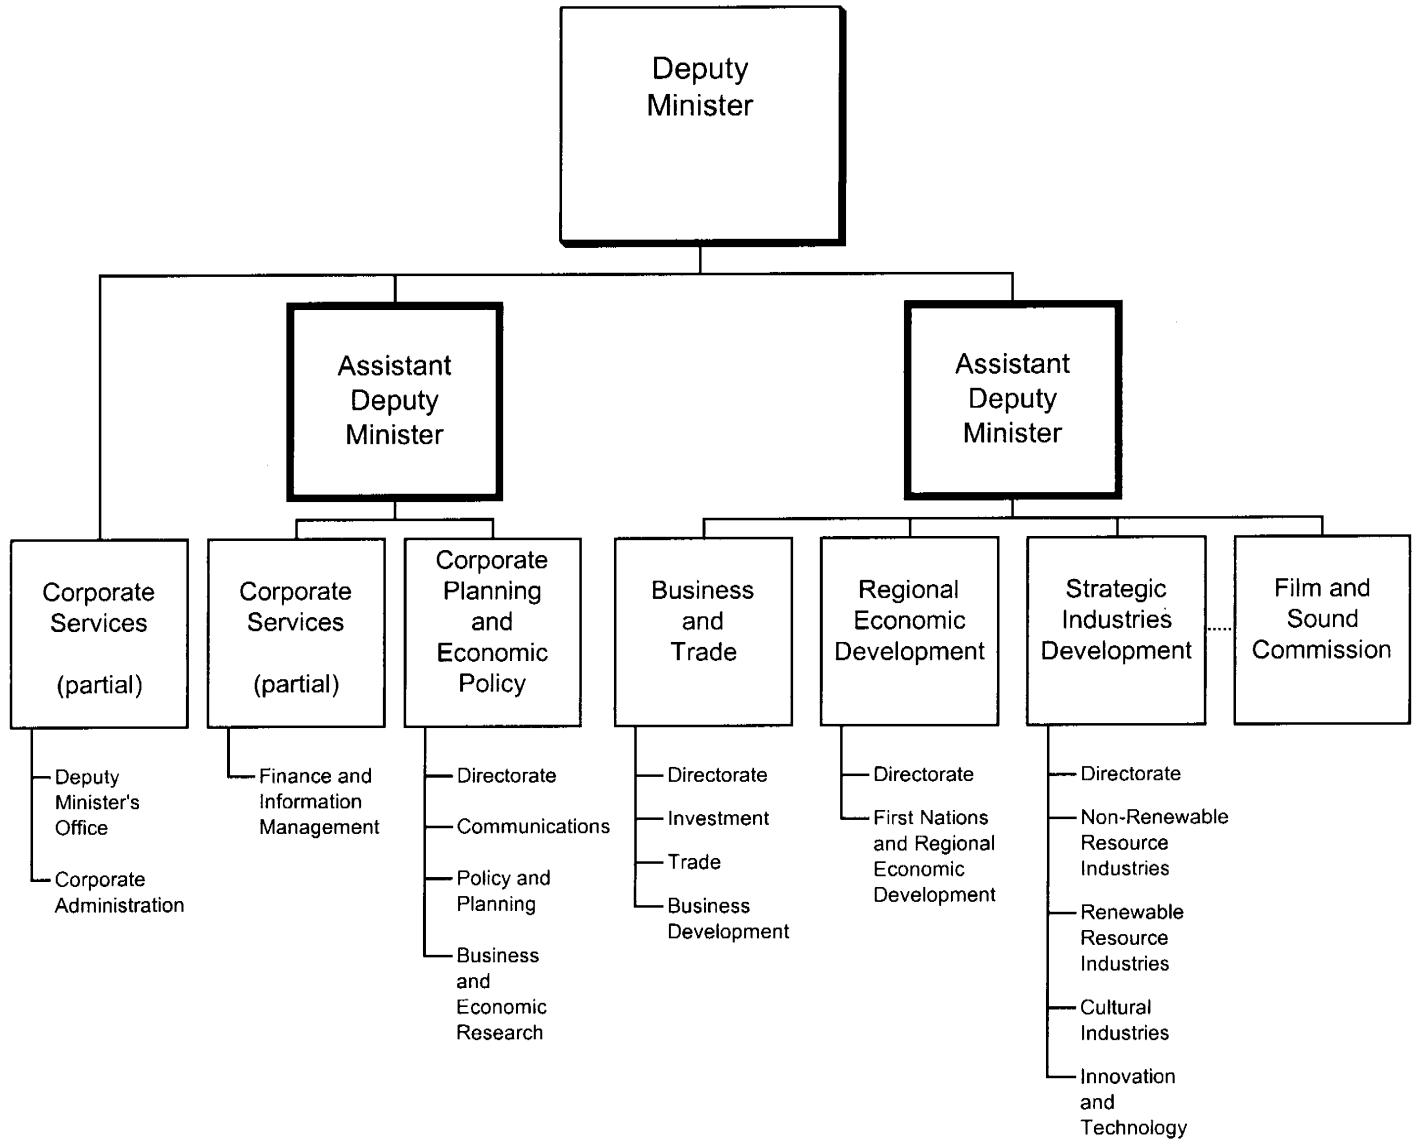 Deputy
Minister
Assistant
Deputy
Minister
Assistant
Deputy
Minister
Corporate
Services
(partial)
Corporate
Services
(partial)
Corporate
Planning
and
Economic
Policy
Business
and
Trade
Regional
Economic
Development
Strategic
Industries
Development
Film and
Sound
Commission
Deputy
Minister's
Office
Corporate
Administration
Finance and
Information
Management
Directorate
Communications
Policy and
Planning
Business
and
Economic
Research
Directorate
Investment
Trade
Business
Development
Directorate
First Nations
and Regional
Economic
Development
Directorate
Non-Renewable
Resource
Industries
Renewable
Resource
Industries
Cultural
Industries
Innovation
and
Technology